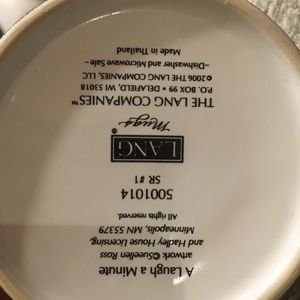 A Laugh a Minute
artwork ©Sueellen Ross
and Hadley House Licensing,
Minneapolis, MN 55379
All rights reserved.
5001014
SR #1
LANG®
Mugs
THE LANG COMPANIES™
P.O. BOX 99 • DELAFIELD, WI 53018
©2006 THE LANG COMPANIES, LLC
~Dishwasher and Microwave Safe~
Made in Thailand